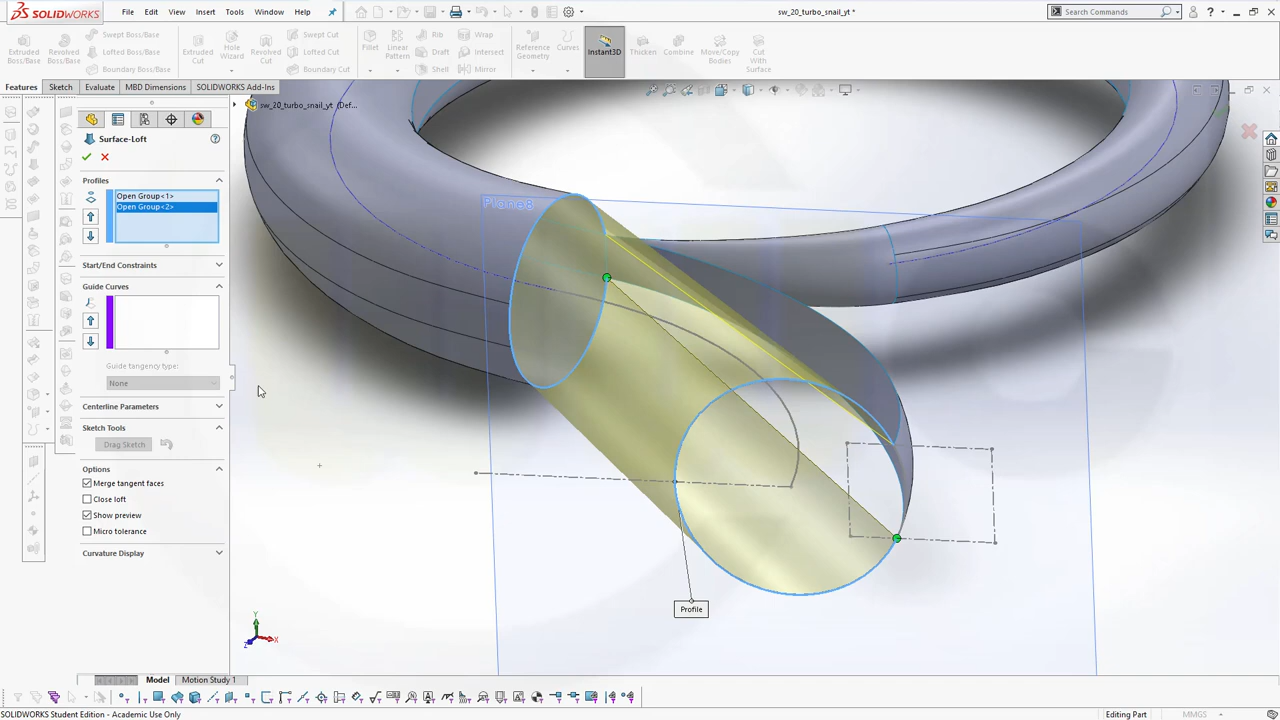 SOLIDWORKS
File Edit View Insert Tools Window Help
sw_20_turbo_snail_yt *
Search Commands
Extruded Boss/Base
Revolved Boss/Base
Swept Boss/Base
Lofted Boss/Base
Boundary Boss/Base
Extruded Cut
Hole Wizard
Revolved Cut
Swept Cut
Lofted Cut
Boundary Cut
Fillet
Linear Pattern
Rib
Draft
Shell
Wrap
Intersect
Mirror
Reference Geometry
Curves
Instant3D
Thicken
Combine
Move/Copy Bodies
Cut With Surface
Features Sketch Evaluate MBD Dimensions SOLIDWORKS Add-Ins
sw_20_turbo_snail_yt (Def...
Surface-Loft
Profiles
Open Group<1>
Open Group<2>
Start/End Constraints
Guide Curves
Guide tangency type:
None
Centerline Parameters
Sketch Tools
Drag Sketch
Options
Merge tangent faces
Close loft
Show preview
Micro tolerance
Curvature Display
Plane8
Profile
Y
X
Z
Model Motion Study 1
SOLIDWORKS Student Edition - Academic Use Only
Editing Part
MMGS